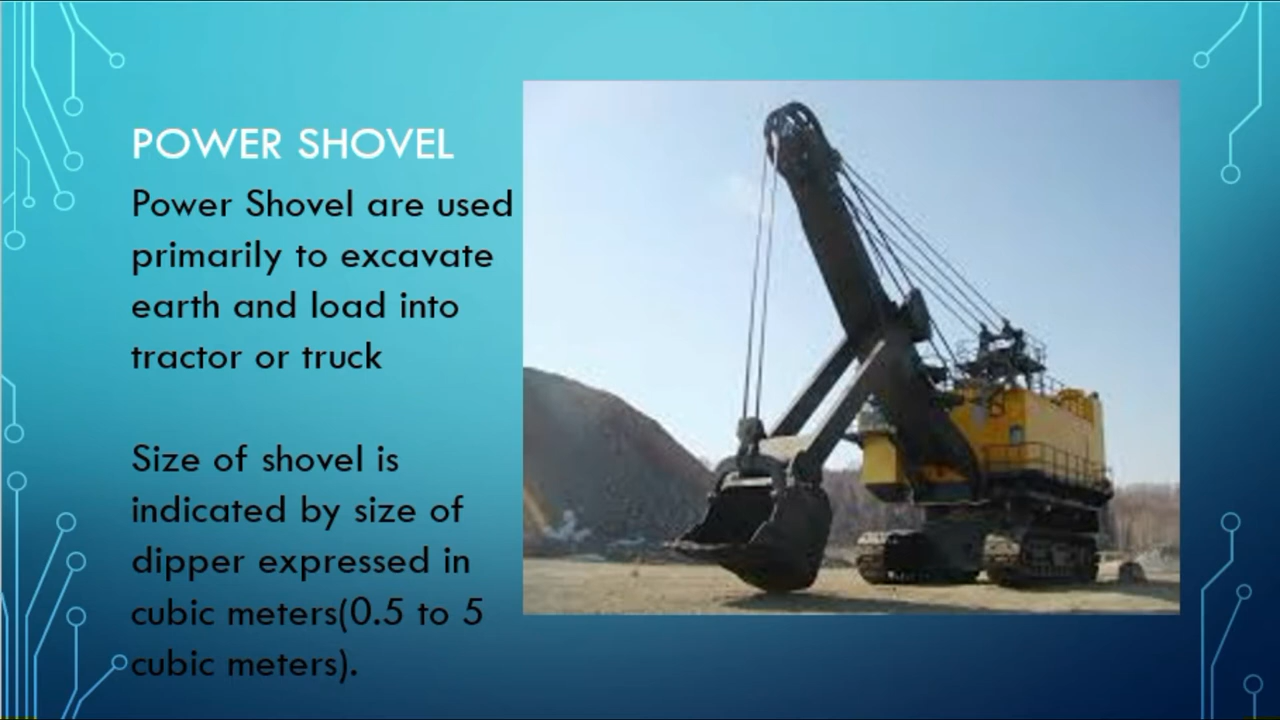 POWER SHOVEL
Power Shovel are used
primarily to excavate
earth and load into
tractor or truck
Size of shovel is
indicated by size of
dipper expressed in
cubic meters(0.5 to 5
cubic meters).